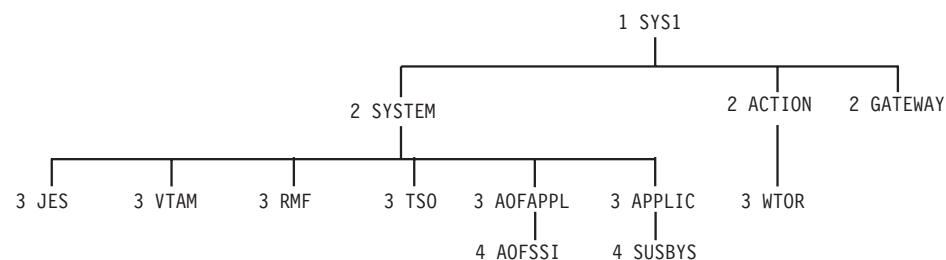 1 SYS1
2 SYSTEM
2 ACTION
2 GATEWAY
3 JES
3 VTAM
3 RMF
3 TSO
3 AOFAPPL
3 APPLIC
3 WTOR
4 AOFSSI
4 SUSBYS